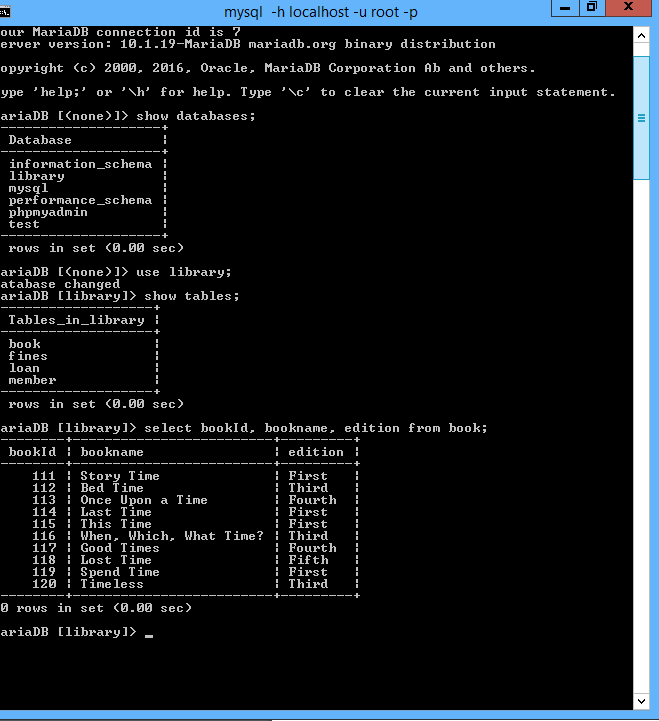 mysql -h localhost -u root -p
our MariaDB connection id is 7
erver version: 10.1.19-MariaDB mariadb.org binary distribution
opyright (c) 2000, 2016, Oracle, MariaDB Corporation Ab and others.
ype 'help;' or '\h' for help. Type '\c' to clear the current input statement.
ariaDB [(none)]> show databases;
--------------------+
 Database           |
--------------------+
 information_schema |
 library            |
 mysql              |
 performance_schema |
 phpmyadmin         |
 test               |
--------------------+
 rows in set (0.00 sec)
ariaDB [(none)]> use library;
atabase changed
ariaDB [library]> show tables;
-------------------+
 Tables_in_library |
-------------------+
 book              |
 fines             |
 loan              |
 member            |
-------------------+
 rows in set (0.00 sec)
ariaDB [library]> select bookId, bookname, edition from book;
--------+-------------------------+---------+
 bookId | bookname                | edition |
--------+-------------------------+---------+
    111 | Story Time              | First   |
    112 | Bed Time                | Third   |
    113 | Once Upon a Time        | Fourth  |
    114 | Last Time               | First   |
    115 | This Time               | First   |
    116 | When, Which, What Time? | Third   |
    117 | Good Times              | Fourth  |
    118 | Lost Time               | Fifth   |
    119 | Spend Time              | First   |
    120 | Timeless                | Third   |
--------+-------------------------+---------+
0 rows in set (0.00 sec)
ariaDB [library]> _